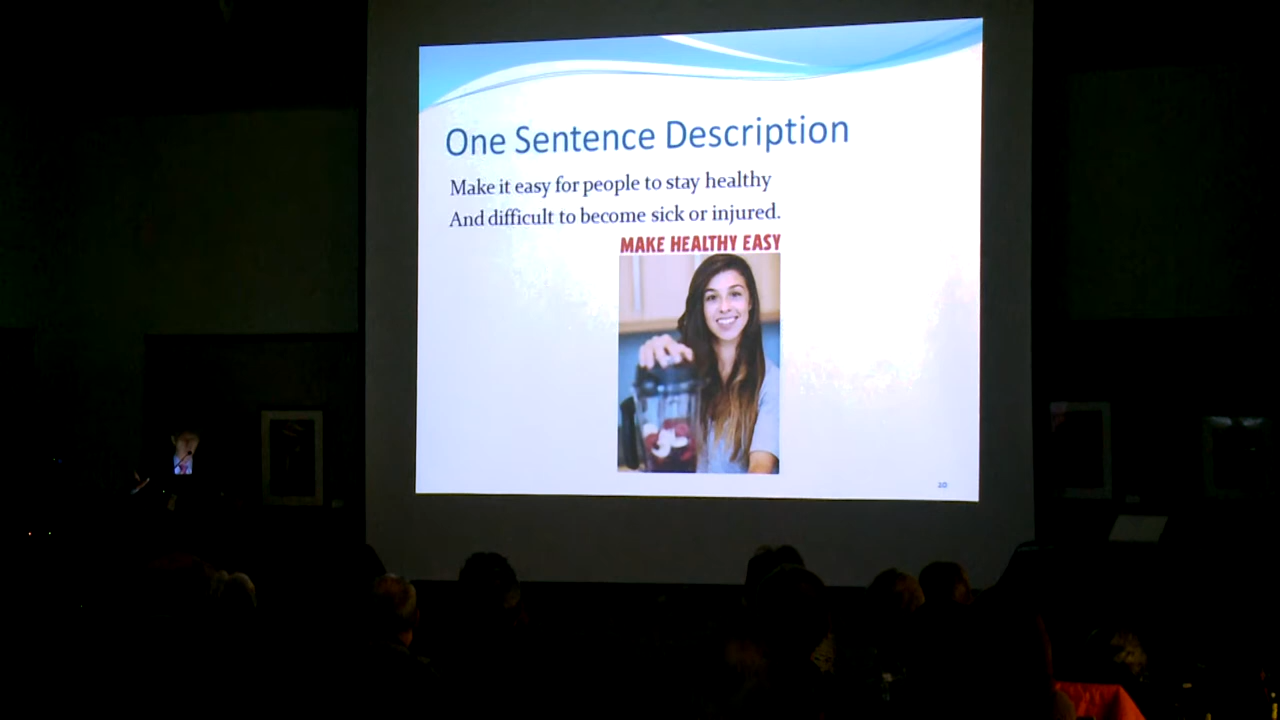 One Sentence Description
Make it easy for people to stay healthy
And difficult to become sick or injured.
MAKE HEALTHY EASY
20